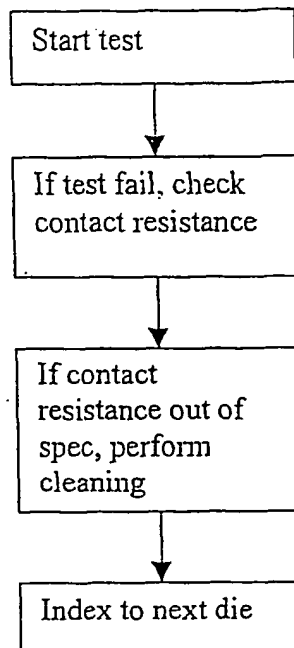 Start test
If test fail, check
contact resistance
If contact
resistance out of
spec, perform
cleaning
Index to next die